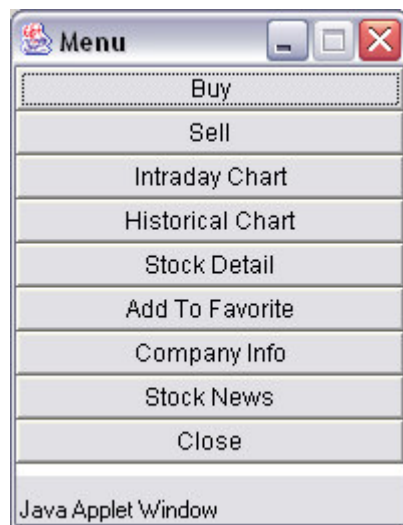 Menu
Buy
Sell
Intraday Chart
Historical Chart
Stock Detail
Add To Favorite
Company Info
Stock News
Close
Java Applet Window